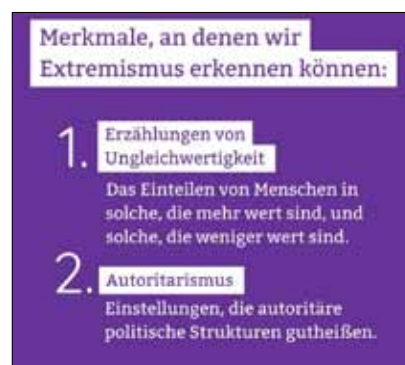 Merkmale, an denen wir
Extremismus erkennen können:
1. Erzählungen von
Ungleichwertigkeit
Das Einteilen von Menschen in
solche, die mehr wert sind, und
solche, die weniger wert sind.
2. Autoritarismus
Einstellungen, die autoritäre
politische Strukturen gutheißen.